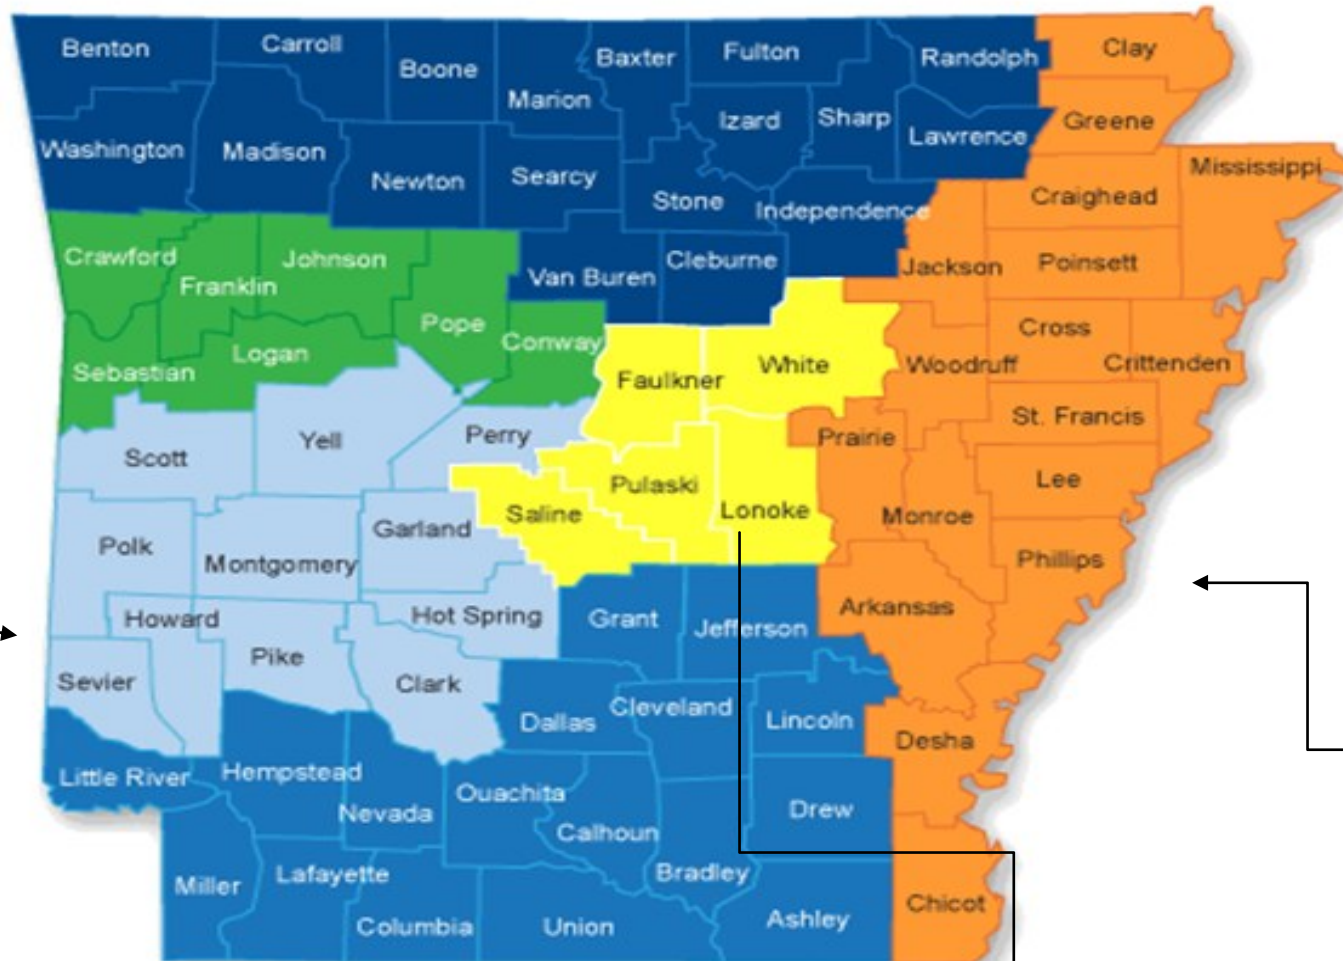 Benton
Carroll
Boone
Marion
Baxter
Fulton
Randolph
Clay
Washington
Madison
Newton
Searcy
Izard
Sharp
Lawrence
Greene
Stone
Independence
Craighead
Mississippi
Crawford
Franklin
Johnson
Van Buren
Cleburne
Jackson
Poinsett
Sebastian
Logan
Pope
Conway
Faulkner
White
Woodruff
Cross
Crittenden
Scott
Yell
Perry
Prairie
St. Francis
Saline
Pulaski
Lonoke
Lee
Monroe
Polk
Montgomery
Garland
Phillips
Howard
Hot Spring
Grant
Jefferson
Arkansas
Sevier
Pike
Clark
Dallas
Cleveland
Lincoln
Desha
Little River
Hempstead
Nevada
Ouachita
Calhoun
Drew
Miller
Lafayette
Bradley
Chicot
Columbia
Union
Ashley